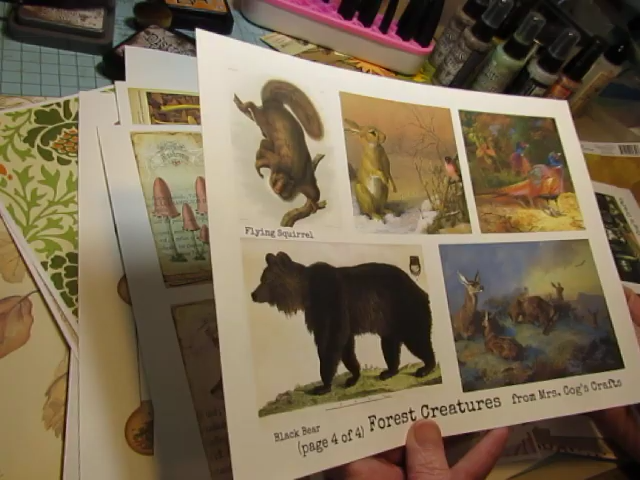 Flying Squirrel
Black Bear
(page 4 of 4) Forest Creatures from Mrs. Cog's Crafts